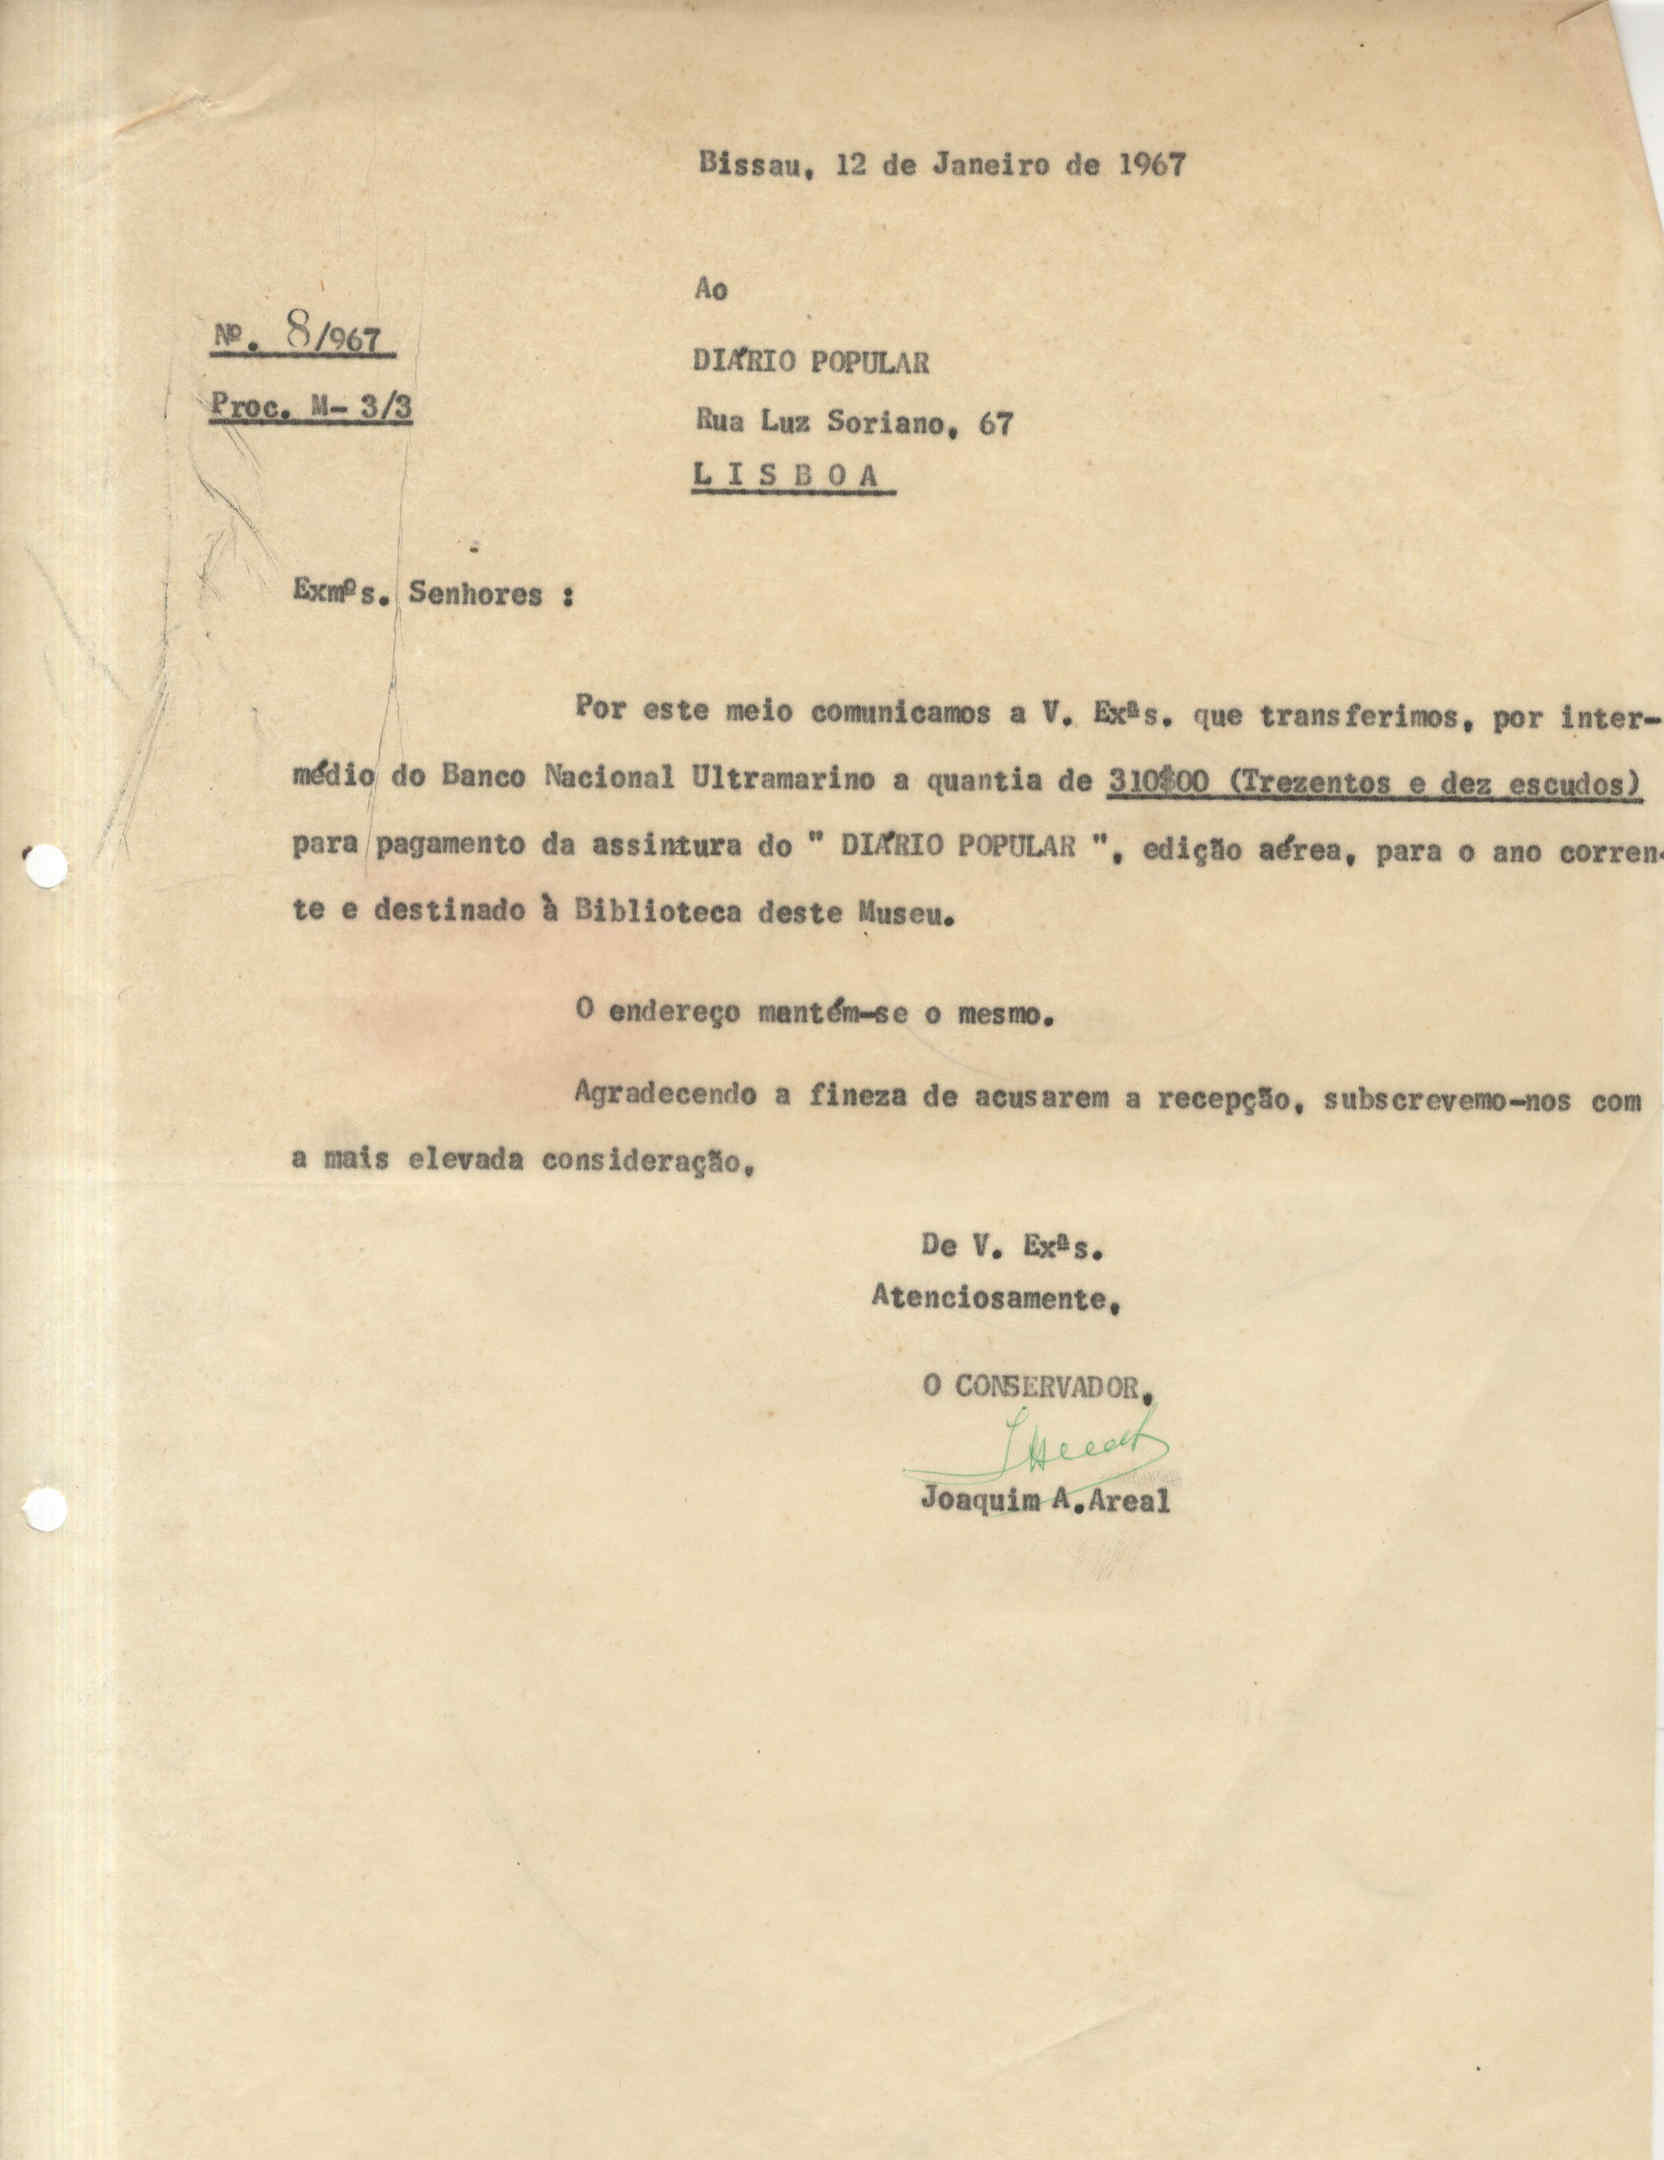 Bissau, 12 de Janeiro de 1967
Ao
Nº. 8/967
DIÁRIO POPULAR
Proc. M- 3/3
Rua Luz Soriano, 67
L I S B O A
Exmºs. Senhores :
Por este meio comunicamos a V. Exªs. que transferimos, por inter-
médio do Banco Nacional Ultramarino a quantia de 310$00 (Trezentos e dez escudos)
para pagamento da assintura do " DIÁRIO POPULAR ", edição aérea, para o ano corren-
te e destinado à Biblioteca deste Museu.
O endereço mantém-se o mesmo.
Agradecendo a fineza de acusarem a recepção, subscrevemo-nos com
a mais elevada consideração,
De V. Exªs.
Atenciosamente,
O CONSERVADOR,
Joaquim A.Areal